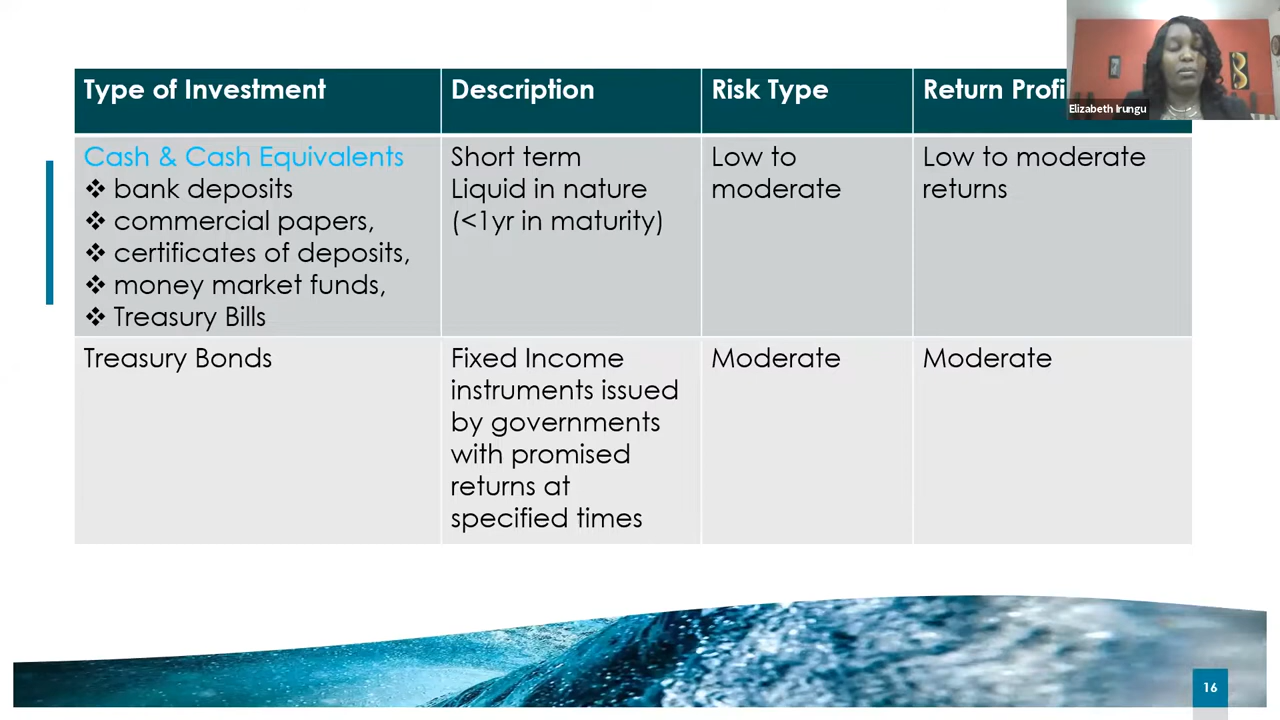 Type of Investment
Description
Risk Type
Return Profi
Elizabeth Irungu
Cash & Cash Equivalents
❖ bank deposits
❖ commercial papers,
❖ certificates of deposits,
❖ money market funds,
❖ Treasury Bills
Short term
Liquid in nature
(<1yr in maturity)
Low to
moderate
Low to moderate
returns
Treasury Bonds
Fixed Income
instruments issued
by governments
with promised
returns at
specified times
Moderate
Moderate
16